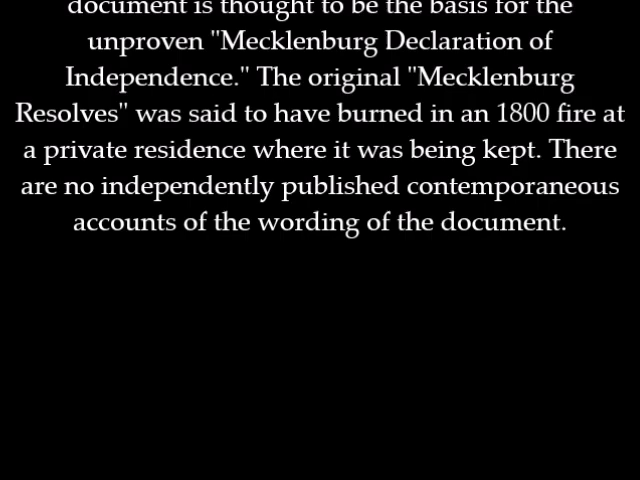 document is thought to be the basis for the
unproven "Mecklenburg Declaration of
Independence." The original "Mecklenburg
Resolves" was said to have burned in an 1800 fire at
a private residence where it was being kept. There
are no independently published contemporaneous
accounts of the wording of the document.